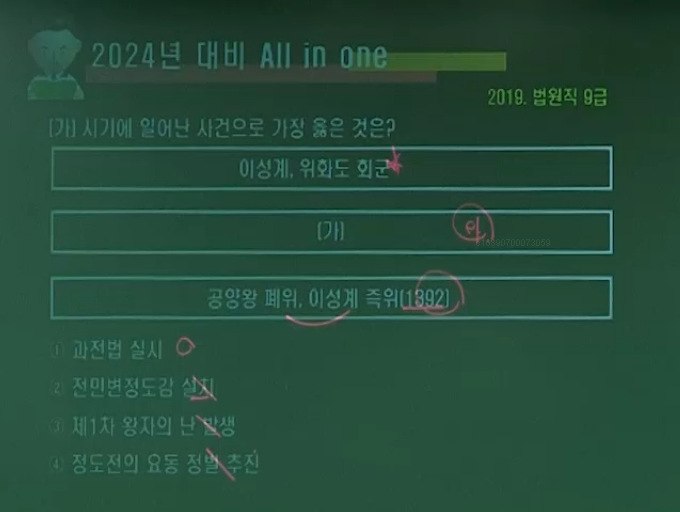 2024년 대비 All in one
2019. 법원직 9급
(가) 시기에 일어난 사건으로 가장 옳은 것은?
이성계, 위화도 회군
(가)
공양왕 폐위, 이성계 즉위(1392)
① 과전법 실시
② 전민변정도감 설치
③ 제1차 왕자의 난 발생
④ 정도전의 요동 정벌 추진